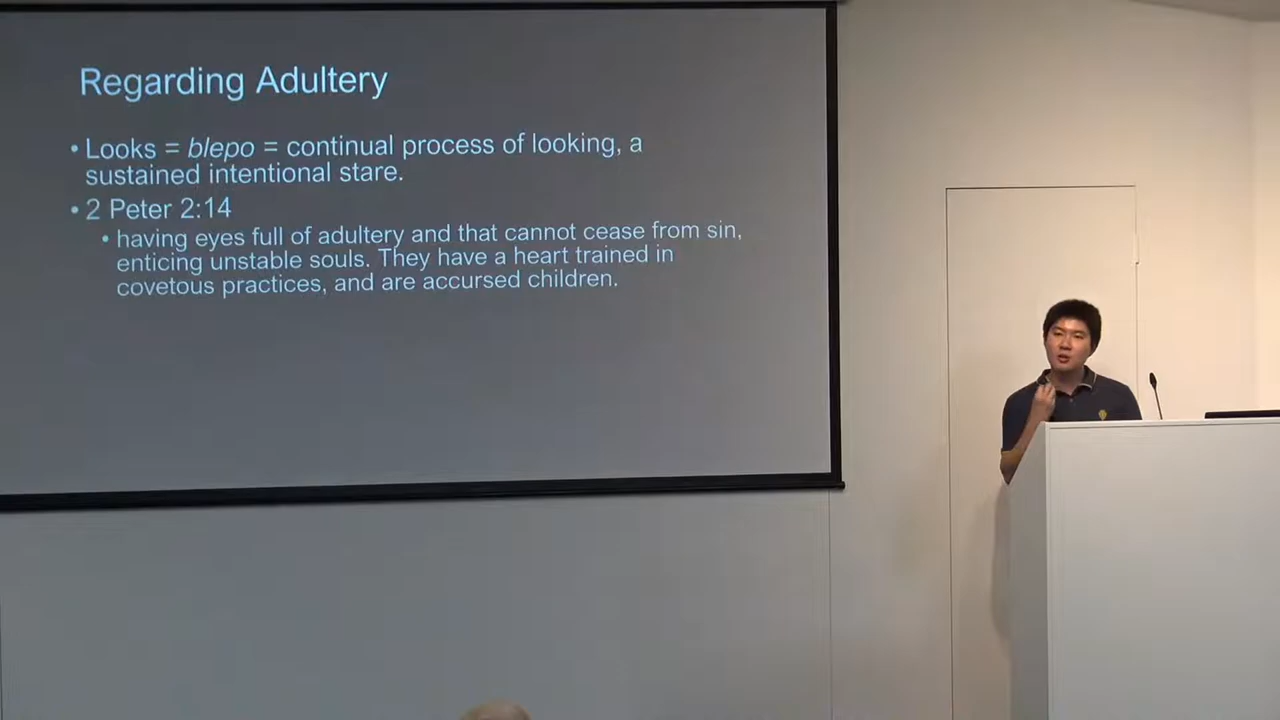 Regarding Adultery
• Looks = blepo = continual process of looking, a
sustained intentional stare.
• 2 Peter 2:14
• having eyes full of adultery and that cannot cease from sin,
enticing unstable souls. They have a heart trained in
covetous practices, and are accursed children.